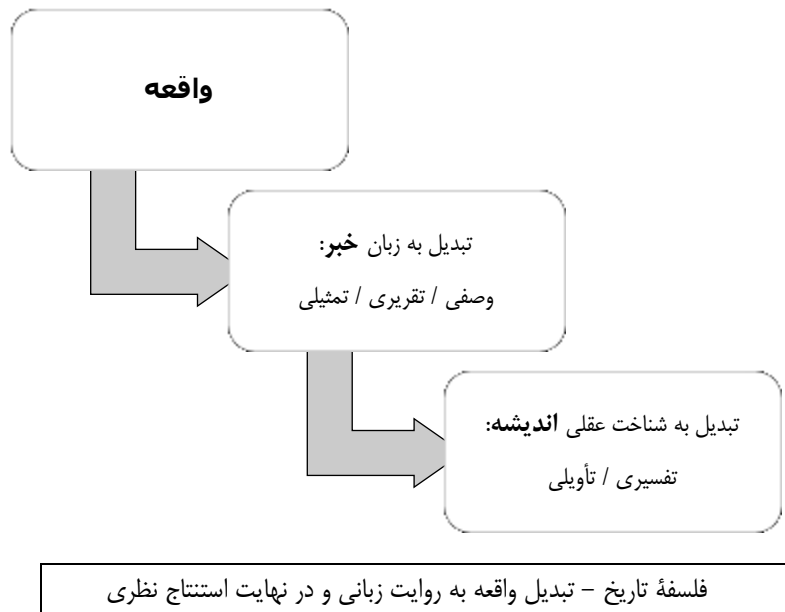 واقعه
تبدیل به زبان خبر:
وصفی / تقریری / تمثیلی
تبدیل به شناخت عقلی اندیشه:
تفسیری / تأویلی
فلسفهٔ تاریخ – تبدیل واقعه به روایت زبانی و در نهایت استنتاج نظری